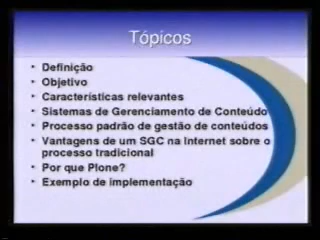 Tópicos
• Definição
• Objetivo
• Características relevantes
• Sistemas de Gerenciamento de Conteúdo
• Processo padrão de gestão de conteúdos
• Vantagens de um SGC na Internet sobre o
processo tradicional
• Por que Plone?
• Exemplo de implementação